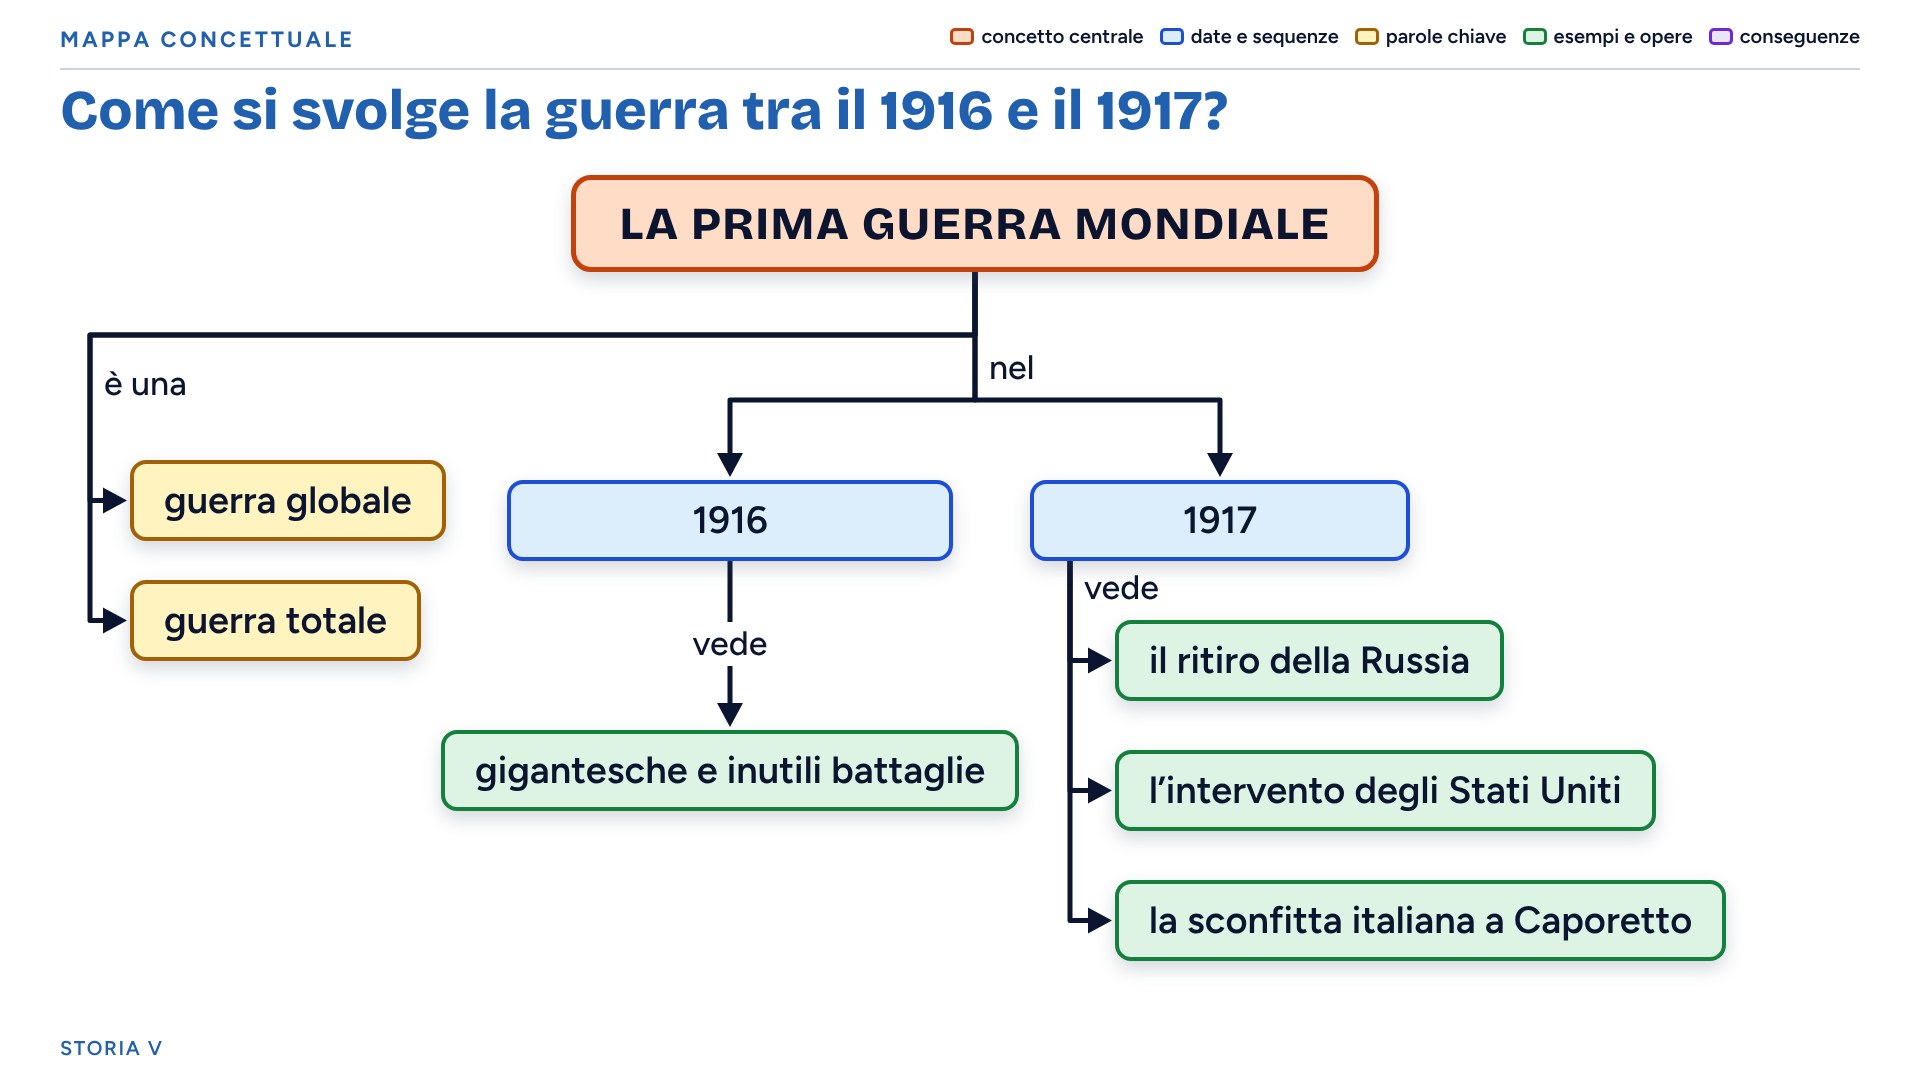 MAPPA CONCETTUALE
concetto centrale
date e sequenze
parole chiave
esempi e opere
conseguenze
Come si svolge la guerra tra il 1916 e il 1917?
LA PRIMA GUERRA MONDIALE
è una
nel
guerra globale
guerra totale
1916
vede
gigantesche e inutili battaglie
1917
vede
il ritiro della Russia
l’intervento degli Stati Uniti
la sconfitta italiana a Caporetto
STORIA V